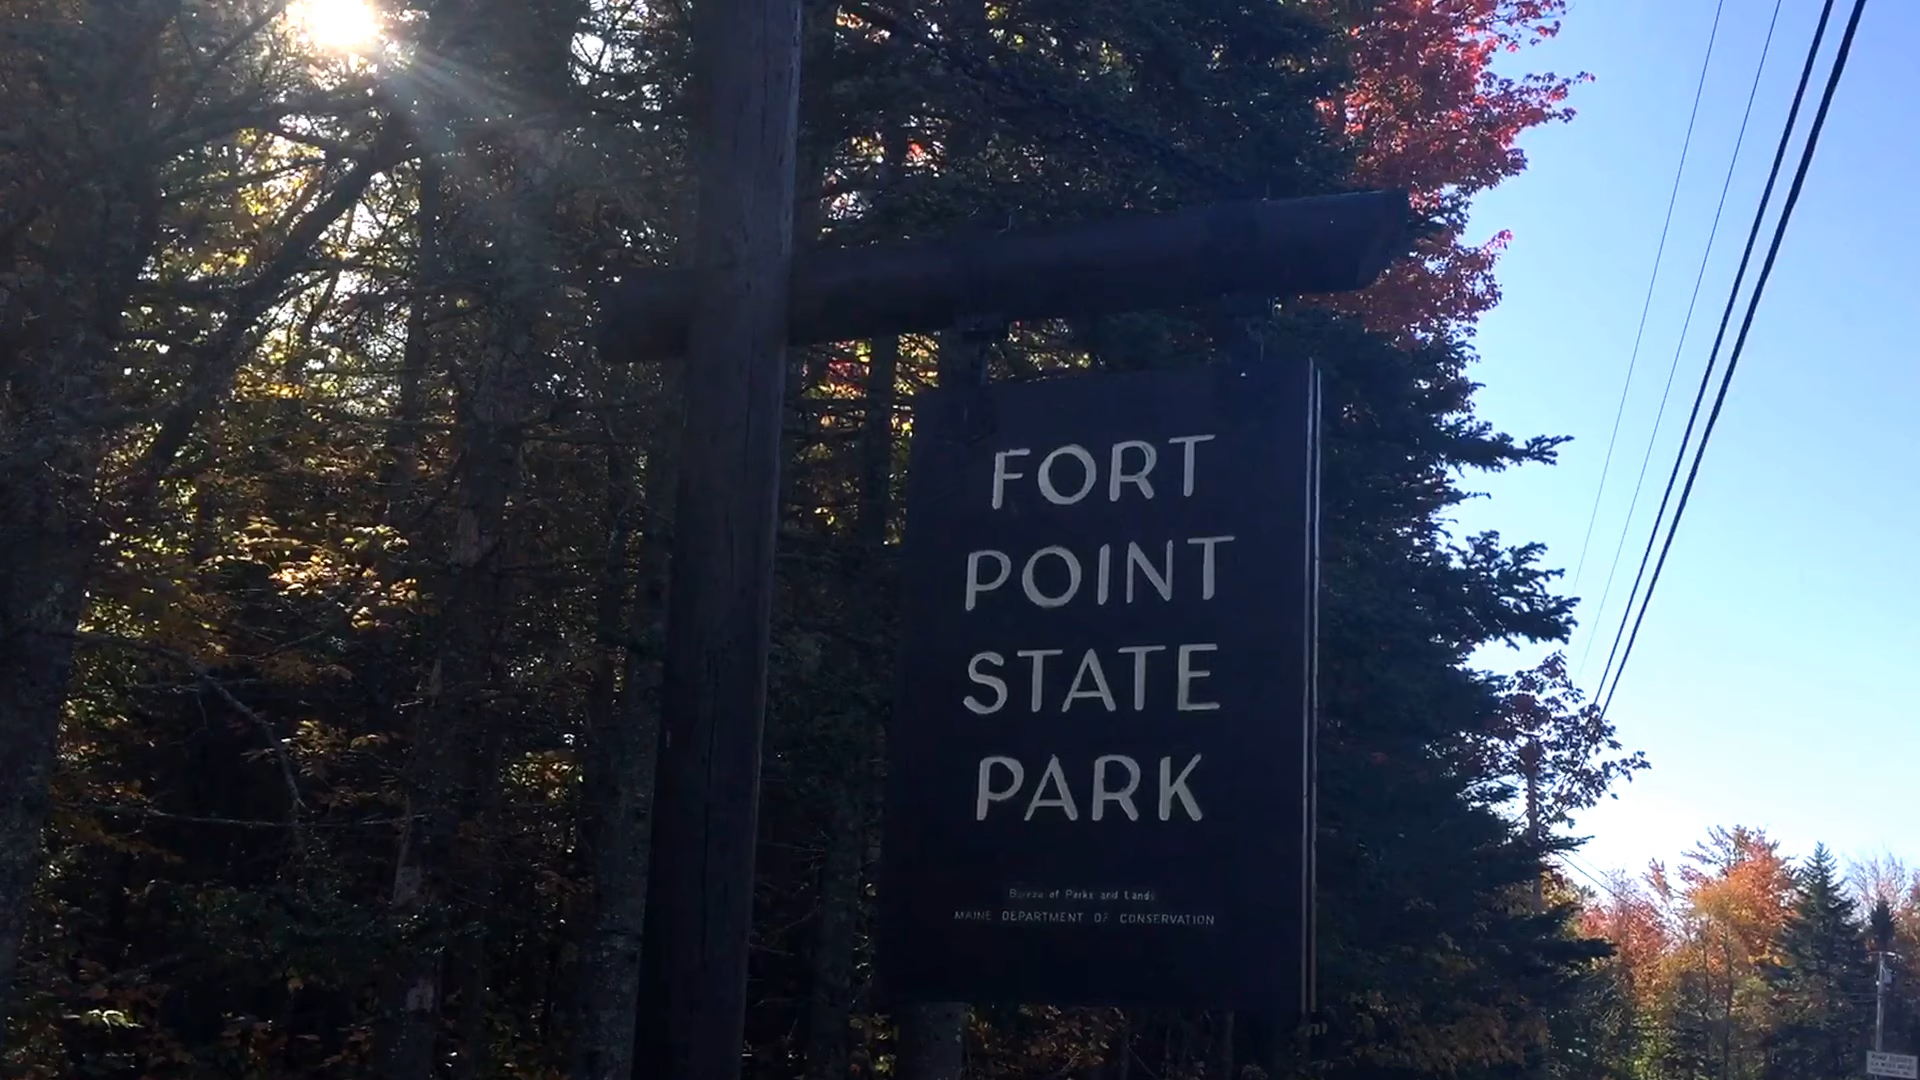 FORT
POINT
STATE
PARK
Bureau of Parks and Lands
MAINE DEPARTMENT OF CONSERVATION